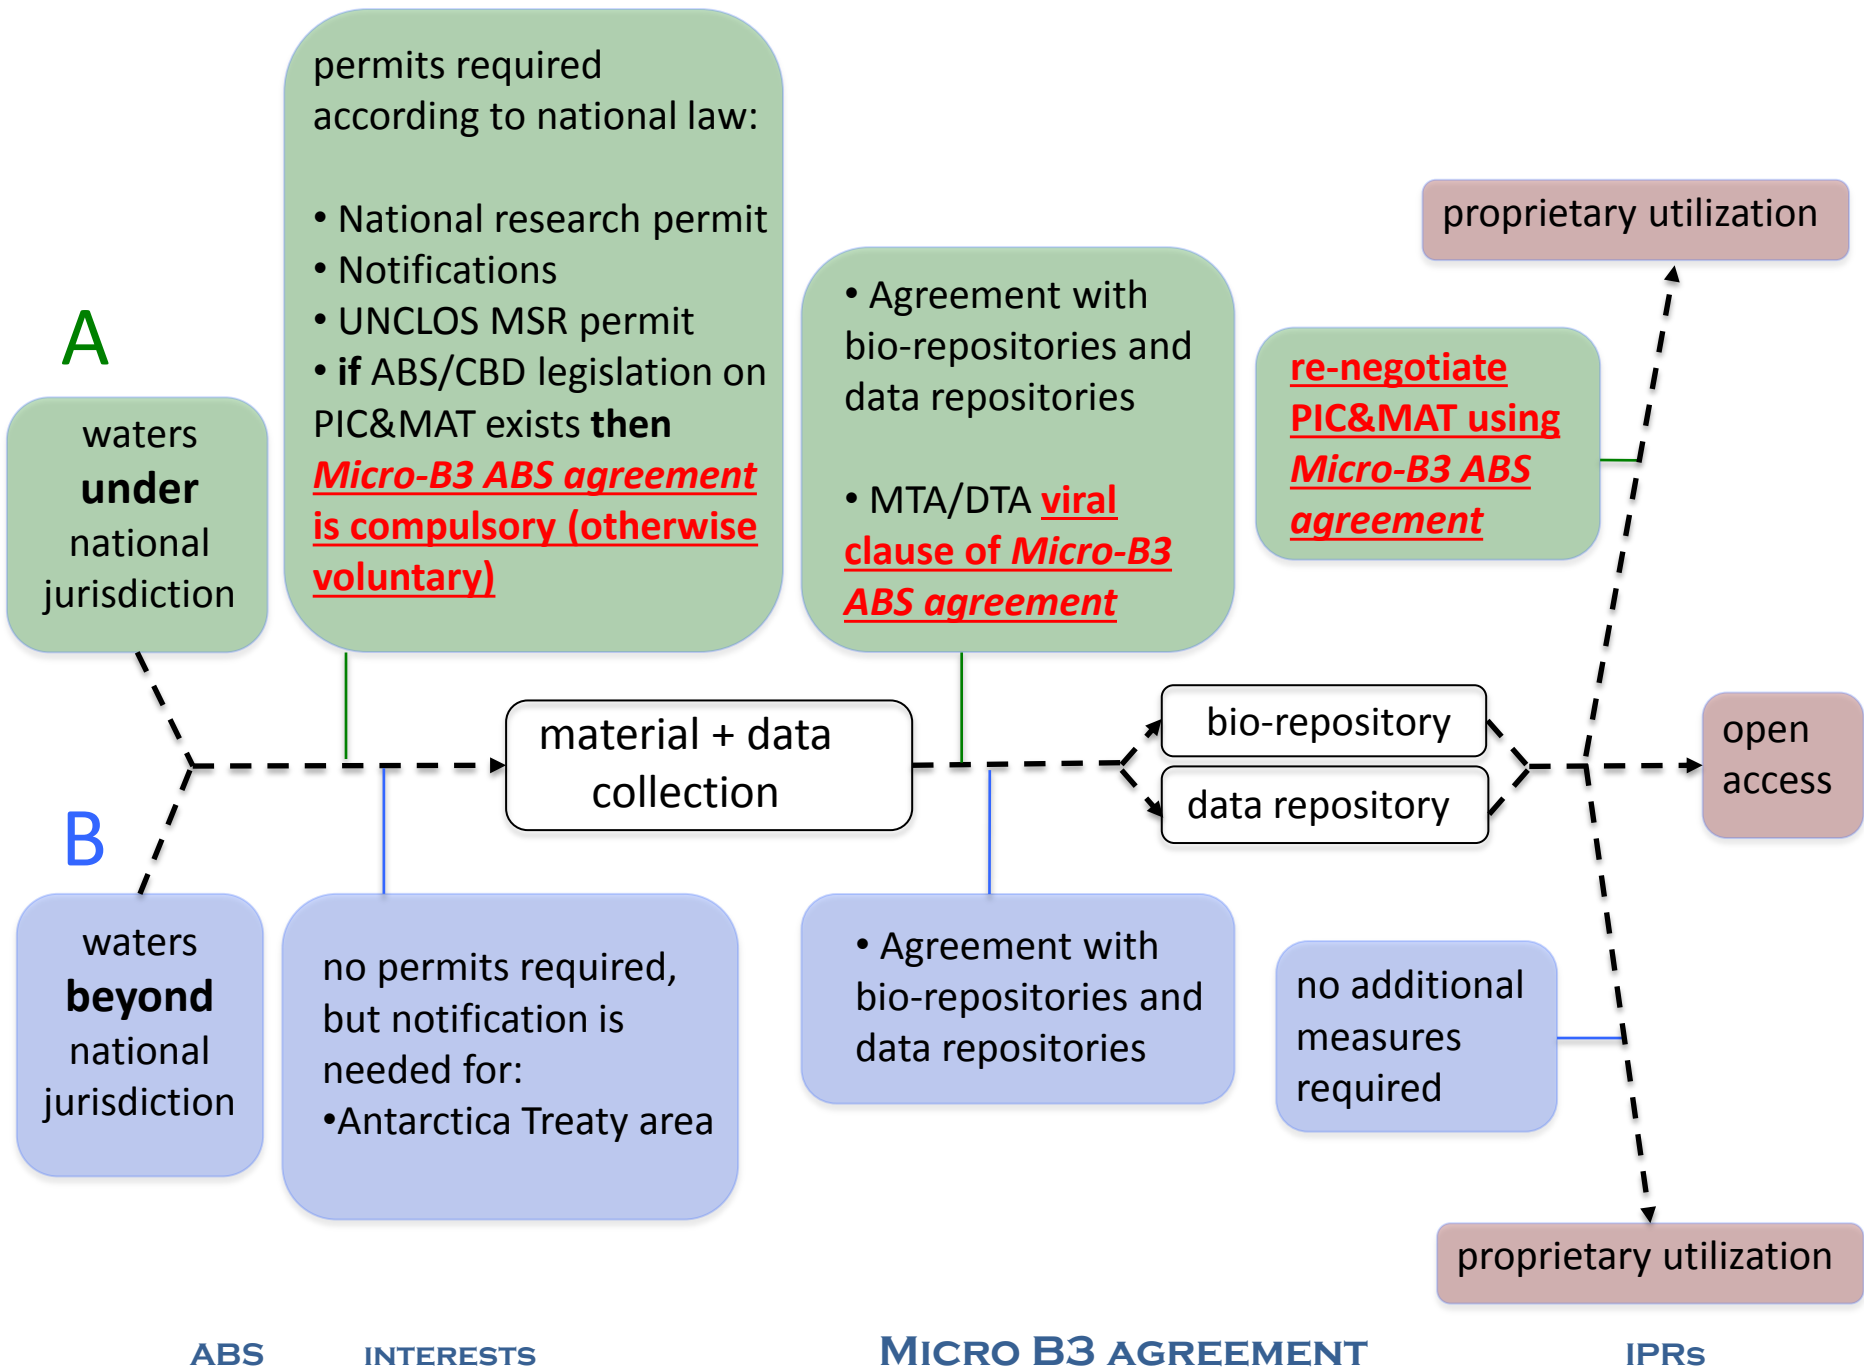 permits required
according to national law:
• National research permit
• Notifications
• UNCLOS MSR permit
• if ABS/CBD legislation on
PIC&MAT exists then
Micro-B3 ABS agreement
is compulsory (otherwise
voluntary)
• Agreement with
bio-repositories and
data repositories
• MTA/DTA viral
clause of Micro-B3
ABS agreement
proprietary utilization
re-negotiate
PIC&MAT using
Micro-B3 ABS
agreement
A
waters
under
national
jurisdiction
material + data
collection
bio-repository
data repository
open
access
B
waters
beyond
national
jurisdiction
no permits required,
but notification is
needed for:
•Antarctica Treaty area
• Agreement with
bio-repositories and
data repositories
no additional
measures
required
proprietary utilization
ABS INTERESTS MICRO B3 AGREEMENT IPRs